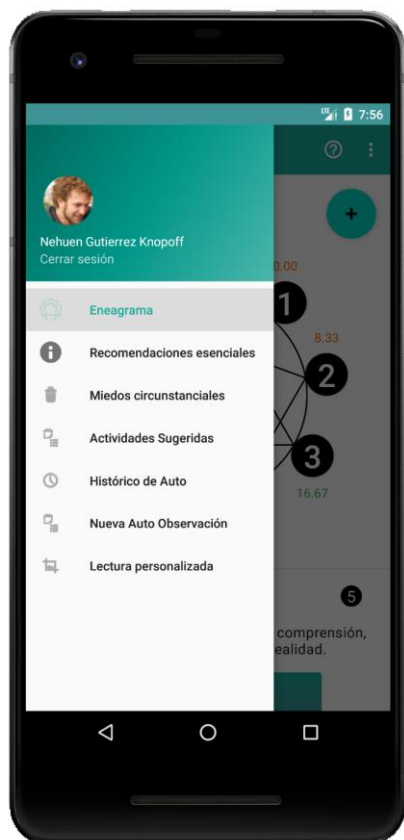 LTE 7:56
Nehuen Gutierrez Knopoff
Cerrar sesión
Eneagrama
Recomendaciones esenciales
Miedos circunstanciales
Actividades Sugeridas
Histórico de Auto
Nueva Auto Observación
Lectura personalizada
?
+
0.00
1
8.33
2
3
16.67
5
comprensión,
ealidad.